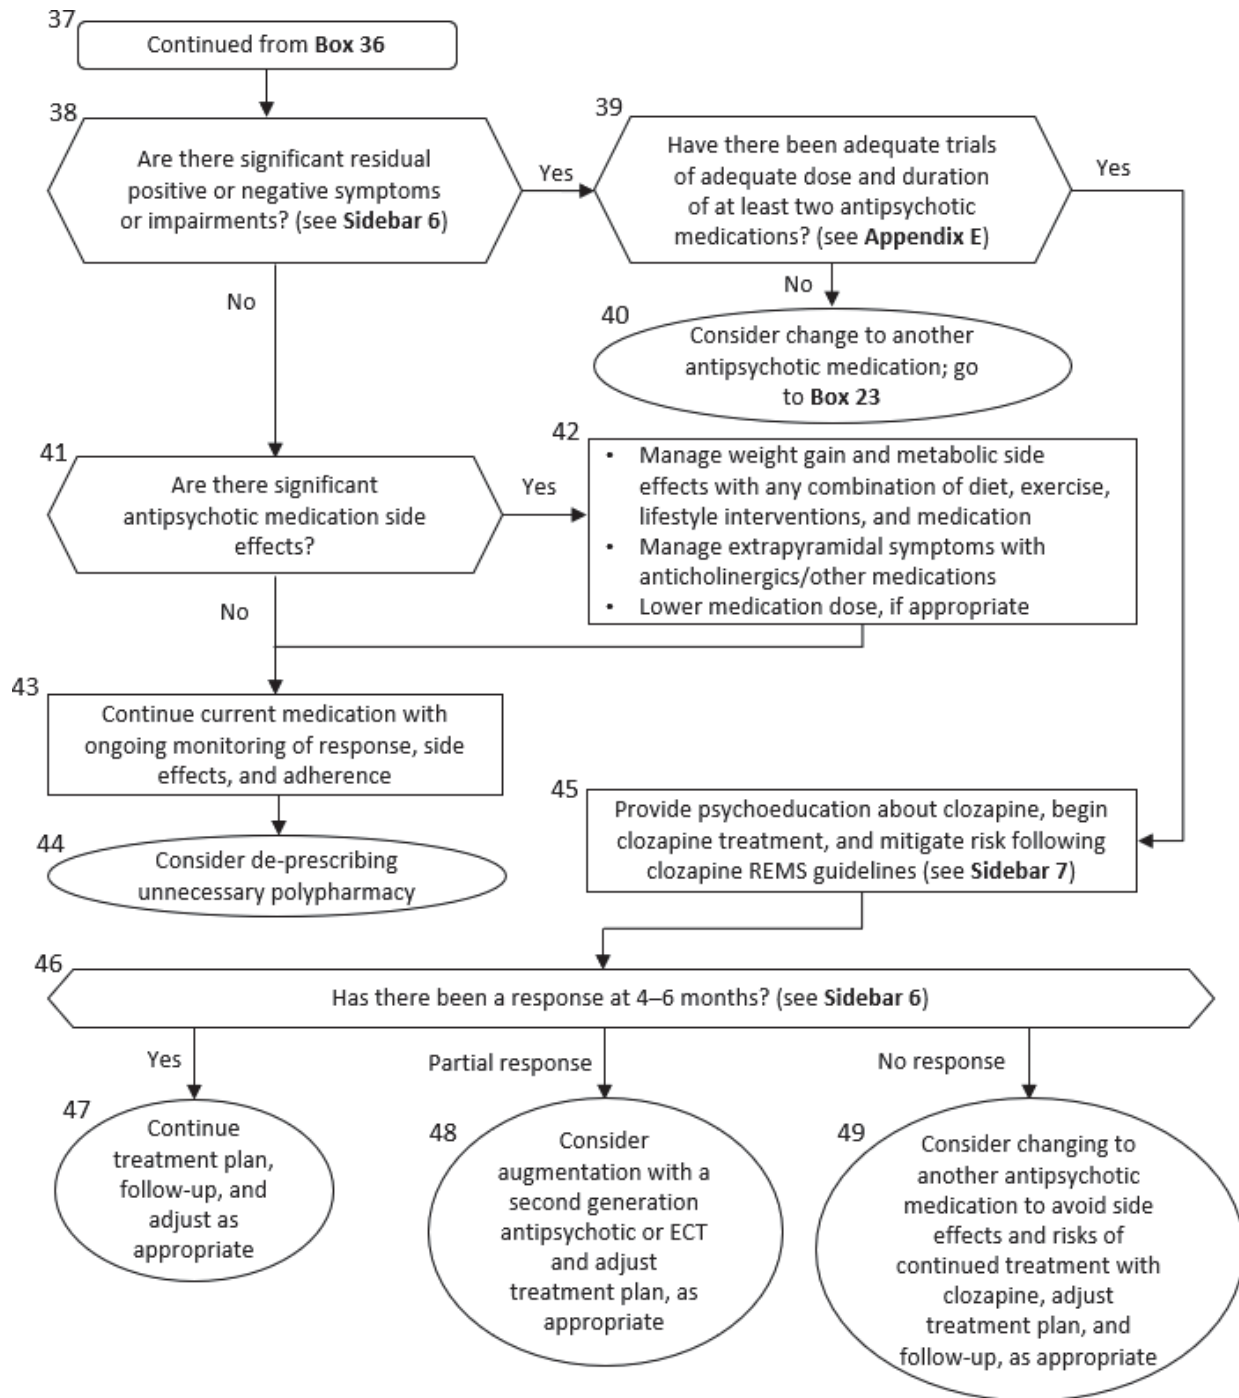 37
Continued from Box 36
38
Are there significant residual
positive or negative symptoms
or impairments? (see Sidebar 6)
Yes
39
Have there been adequate trials
of adequate dose and duration
of at least two antipsychotic
medications? (see Appendix E)
Yes
No
No
40
Consider change to another
antipsychotic medication; go
to Box 23
41
Are there significant
antipsychotic medication side
effects?
Yes
42
• Manage weight gain and metabolic side
effects with any combination of diet, exercise,
lifestyle interventions, and medication
• Manage extrapyramidal symptoms with
anticholinergics/other medications
• Lower medication dose, if appropriate
No
43
Continue current medication with
ongoing monitoring of response, side
effects, and adherence
44
Consider de-prescribing
unnecessary polypharmacy
45
Provide psychoeducation about clozapine, begin
clozapine treatment, and mitigate risk following
clozapine REMS guidelines (see Sidebar 7)
46
Has there been a response at 4–6 months? (see Sidebar 6)
Yes
Partial response
No response
47
Continue
treatment plan,
follow-up, and
adjust as
appropriate
48
Consider
augmentation with a
second generation
antipsychotic or ECT
and adjust
treatment plan, as
appropriate
49
Consider changing to
another antipsychotic
medication to avoid side
effects and risks of
continued treatment with
clozapine, adjust
treatment plan, and
follow-up, as appropriate